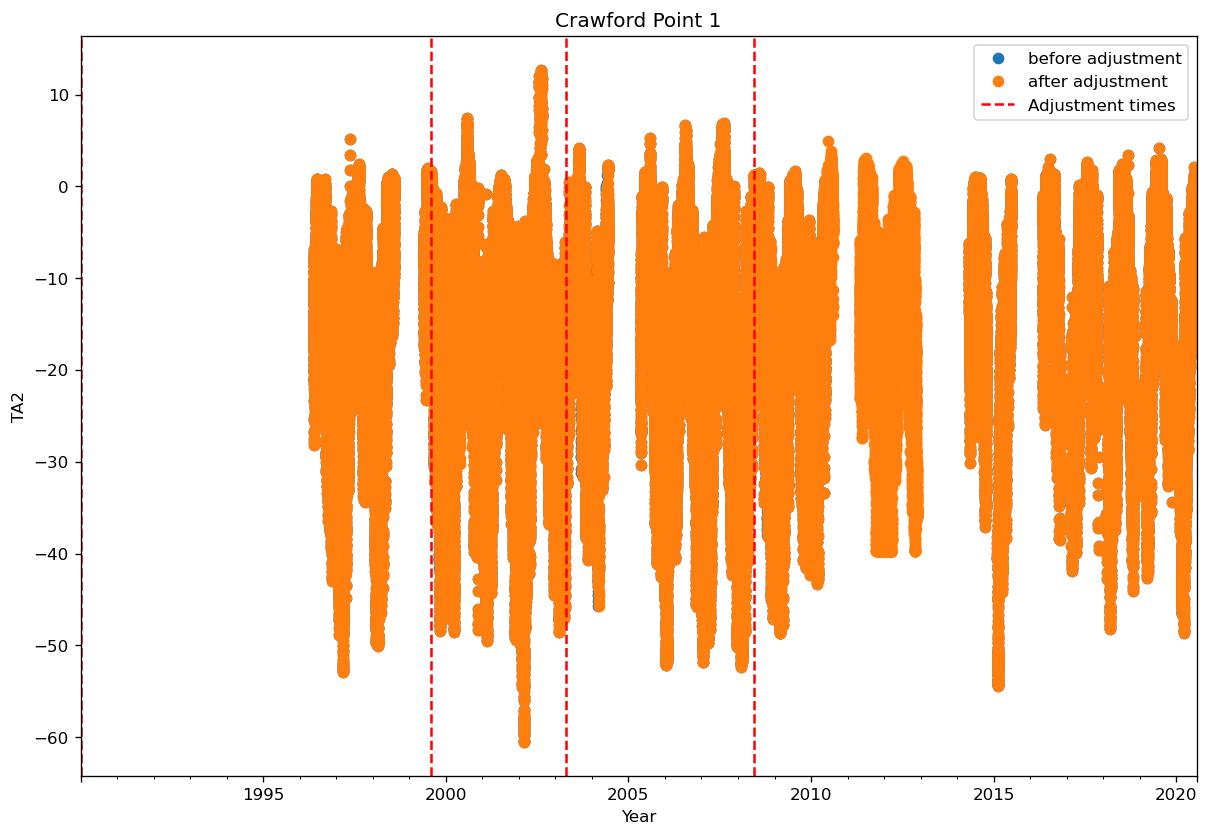 Crawford Point 1
before adjustment
after adjustment
Adjustment times
TA2
10
0
−10
−20
−30
−40
−50
−60
1995
2000
2005
2010
2015
2020
Year